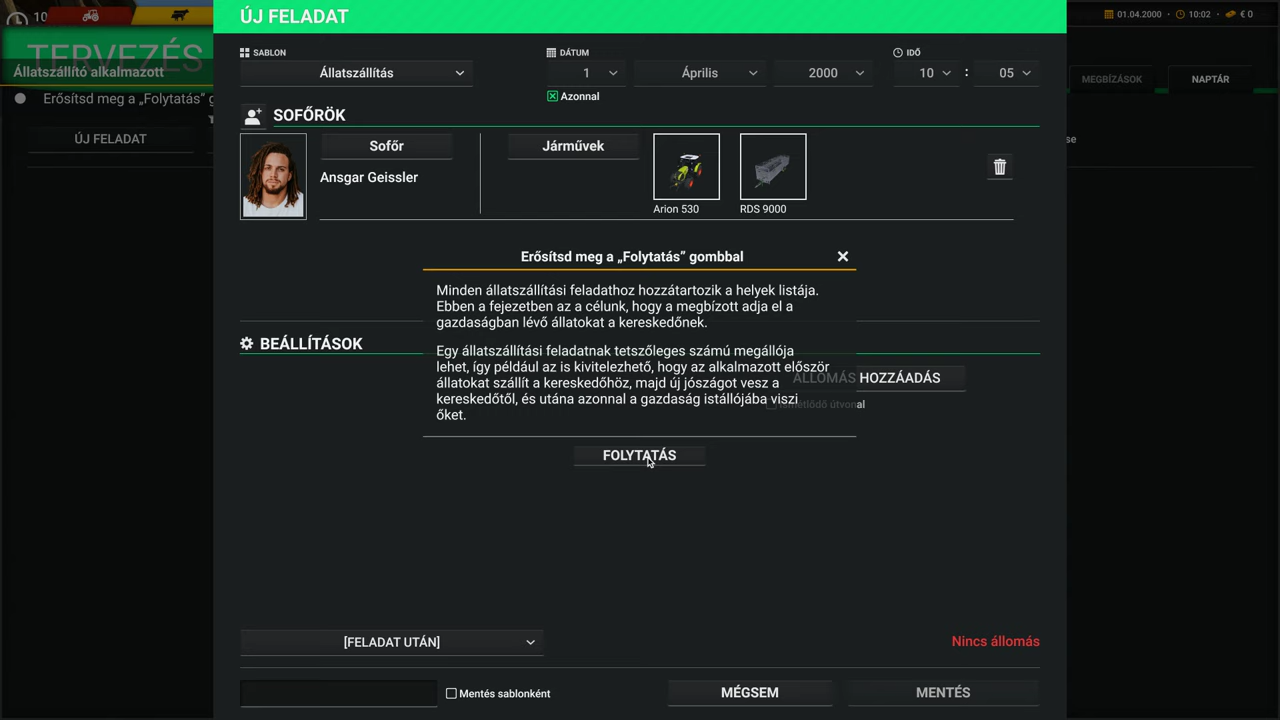 10
TERVEZÉS
Állatszállító alkalmazott
Erősítsd meg a „Folytatás” g
ÚJ FELADAT
ÚJ FELADAT
01.04.2000 • 10:02 • € 0
MEGBÍZÁSOK
NAPTÁR
se
SABLON
Állatszállítás
DÁTUM
1
Április
2000
IDŐ
10 : 05
Azonnal
SOFŐRÖK
Sofőr
Ansgar Geissler
Járművek
Arion 530
RDS 9000
Erősítsd meg a „Folytatás” gombbal
Minden állatszállítási feladathoz hozzátartozik a helyek listája.
Ebben a fejezetben az a célunk, hogy a megbízott adja el a
gazdaságban lévő állatokat a kereskedőnek.
Egy állatszállítási feladatnak tetszőleges számú megállója
lehet, így például az is kivitelezhető, hogy az alkalmazott először
állatokat szállít a kereskedőhöz, majd új jószágot vesz a
kereskedőtől, és utána azonnal a gazdaság istállójába viszi
őket.
FOLYTATÁS
BEÁLLÍTÁSOK
ÁLLOMÁS HOZZÁADÁS
Ismétlődő útvonal
[FELADAT UTÁN]
Nincs állomás
Mentés sablonként
MÉGSEM
MENTÉS